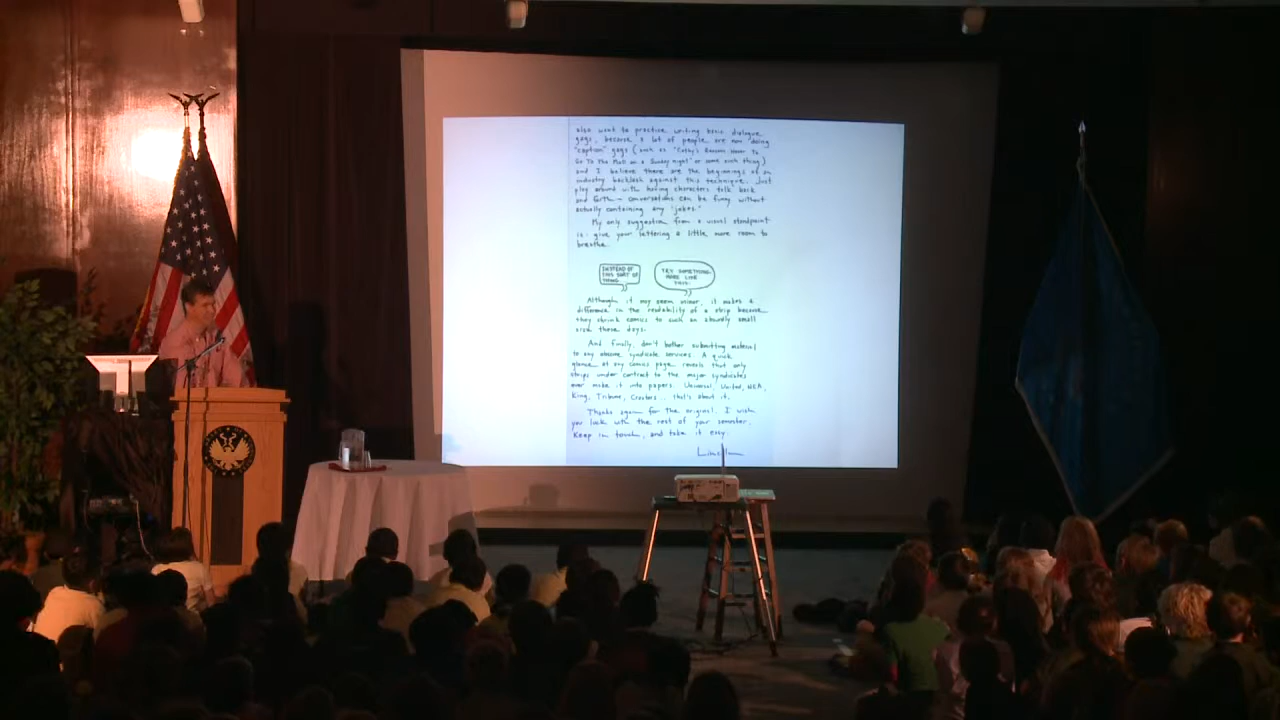 also want to practice writing basic dialogue
gags, because a lot of people are now "doing
"caption" gags (such as "Cathy's Reasons Never To
Go To The Mall on a Sunday night" or some such thing)
and I believe there are the beginnings of an
industry backlash against this technique. Just
play around with having characters talk back
and forth — conversations can be funny without
actually containing any "jokes."
My only suggestion from a visual standpoint
is: give your lettering a little more room to
breathe.
INSTEAD OF
THIS SORT OF
THING
TRY SOMETHING
MORE LIKE
THIS.
Although it may seem minor, it makes a
difference in the readability of a strip because
they shrink comics to such an absurdly small
size these days.
And finally, don't bother submitting material
to any obscure syndicate services. A quick
glance at any comics page reveals that only
strips under contract to the major syndicates
ever make it into papers. Universal, United, NEA,
King, Tribune, Creators... that's about it.
Thanks again for the original. I wish
you luck with the rest of your semester.
Keep in touch, and take it easy.
Lincoln